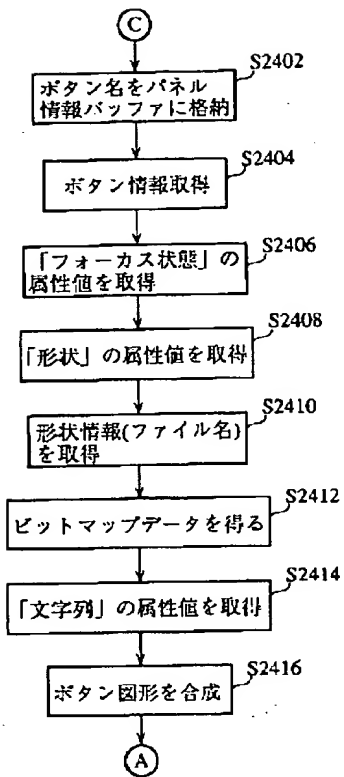 C
S2402
ボタン名をパネル
情報バッファに格納
S2404
ボタン情報取得
S2406
「フォーカス状態」の
属性値を取得
S2408
「形状」の属性値を取得
S2410
形状情報(ファイル名)
を取得
S2412
ビットマップデータを得る
S2414
「文字列」の属性値を取得
S2416
ボタン図形を合成
A